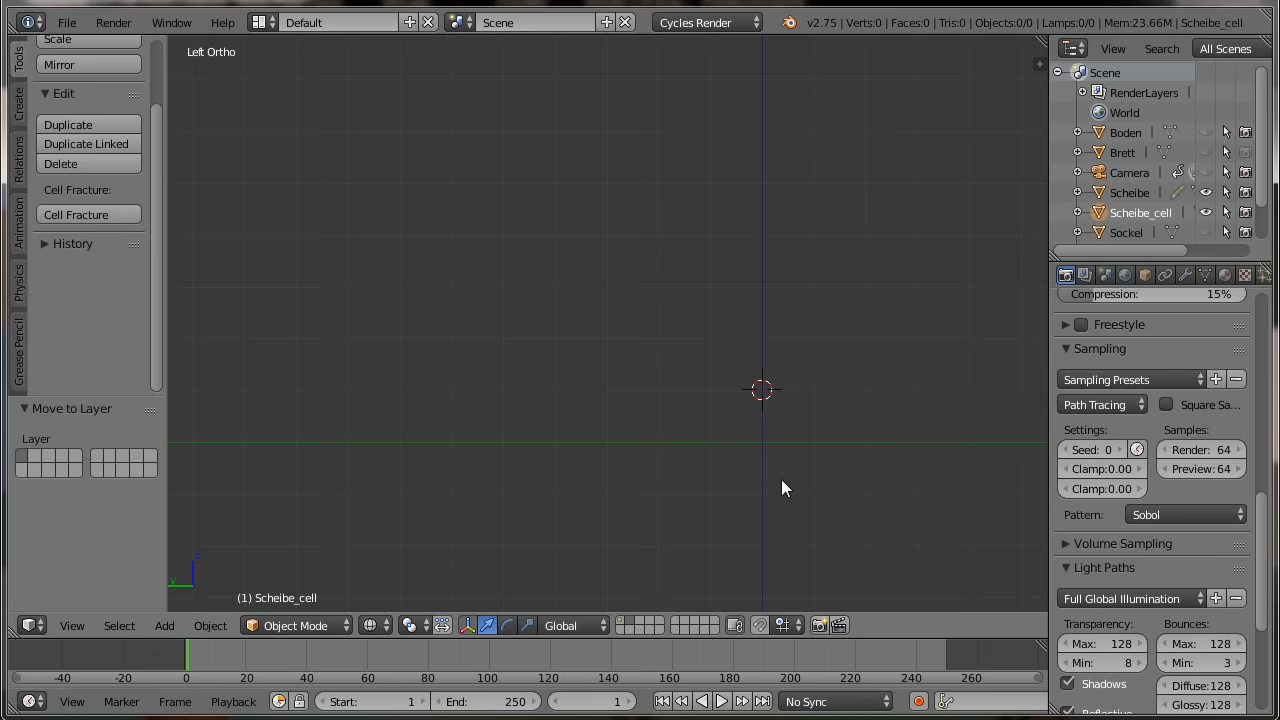 File Render Window Help Default Scene Cycles Render v2.75 | Verts:0 | Faces:0 | Tris:0 | Objects:0/0 | Lamps:0/0 | Mem:23.66M | Scheibe_cell
Tools
Create
Relations
Animation
Physics
Grease Pencil
Scale
Mirror
Edit
Duplicate
Duplicate Linked
Delete
Cell Fracture:
Cell Fracture
History
Move to Layer
Layer
Left Ortho
z
y
(1) Scheibe_cell
View Select Add Object Object Mode Global
-40 -20 0 20 40 60 80 100 120 140 160 180 200 220 240 260
View Marker Frame Playback Start: 1 End: 250 1 No Sync
View Search All Scenes
Scene
RenderLayers
World
Boden
Brett
Camera
Scheibe
Scheibe_cell
Sockel
Compression: 15%
Freestyle
Sampling
Sampling Presets
Path Tracing Square Sa...
Settings: Samples:
Seed: 0 Render: 64
Clamp:0.00 Preview:64
Clamp:0.00
Pattern: Sobol
Volume Sampling
Light Paths
Full Global Illumination
Transparency: Bounces:
Max: 128 Max: 128
Min: 8 Min: 3
Shadows Diffuse:128
Glossy:128